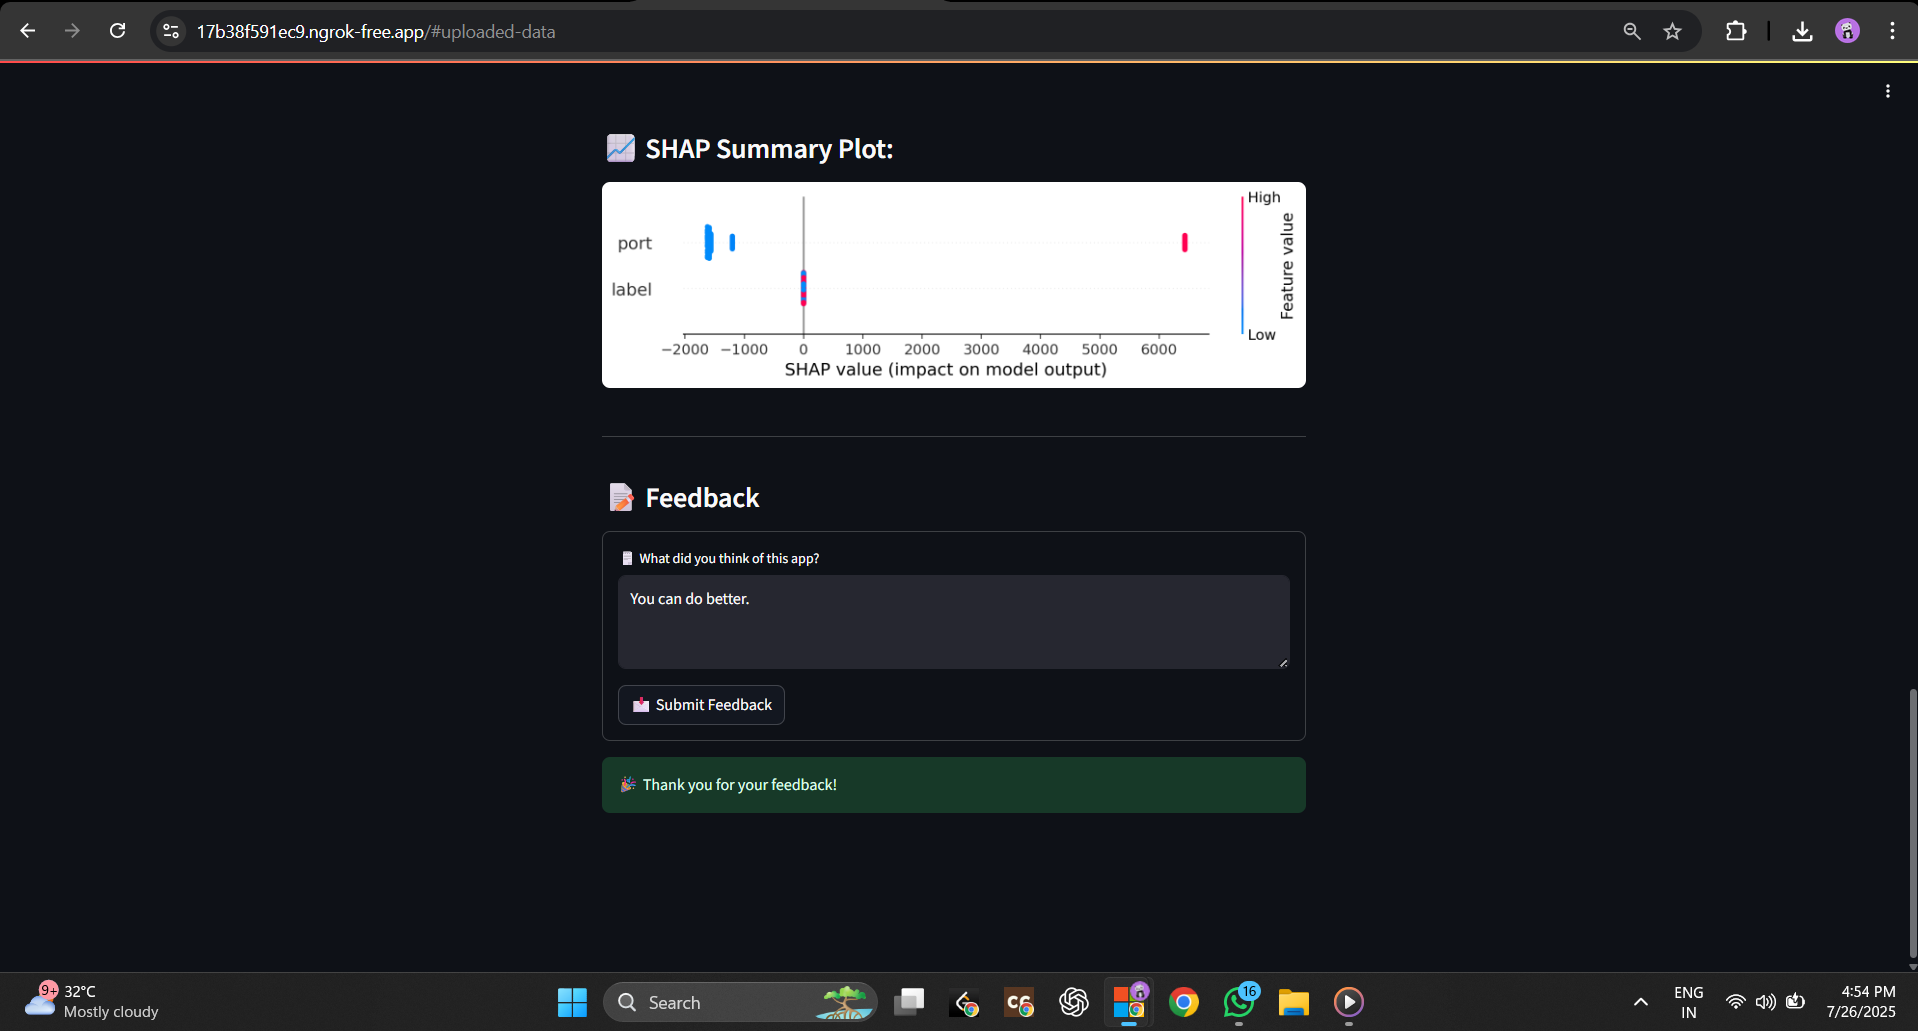 17b38f591ec9.ngrok-free.app/#uploaded-data
SHAP Summary Plot:
High
port
label
Feature value
Low
−2000 −1000 0 1000 2000 3000 4000 5000 6000
SHAP value (impact on model output)
Feedback
What did you think of this app?
You can do better.
Submit Feedback
Thank you for your feedback!
9+
32°C
Mostly cloudy
Search
CC
16
ENG
IN
4:54 PM
7/26/2025